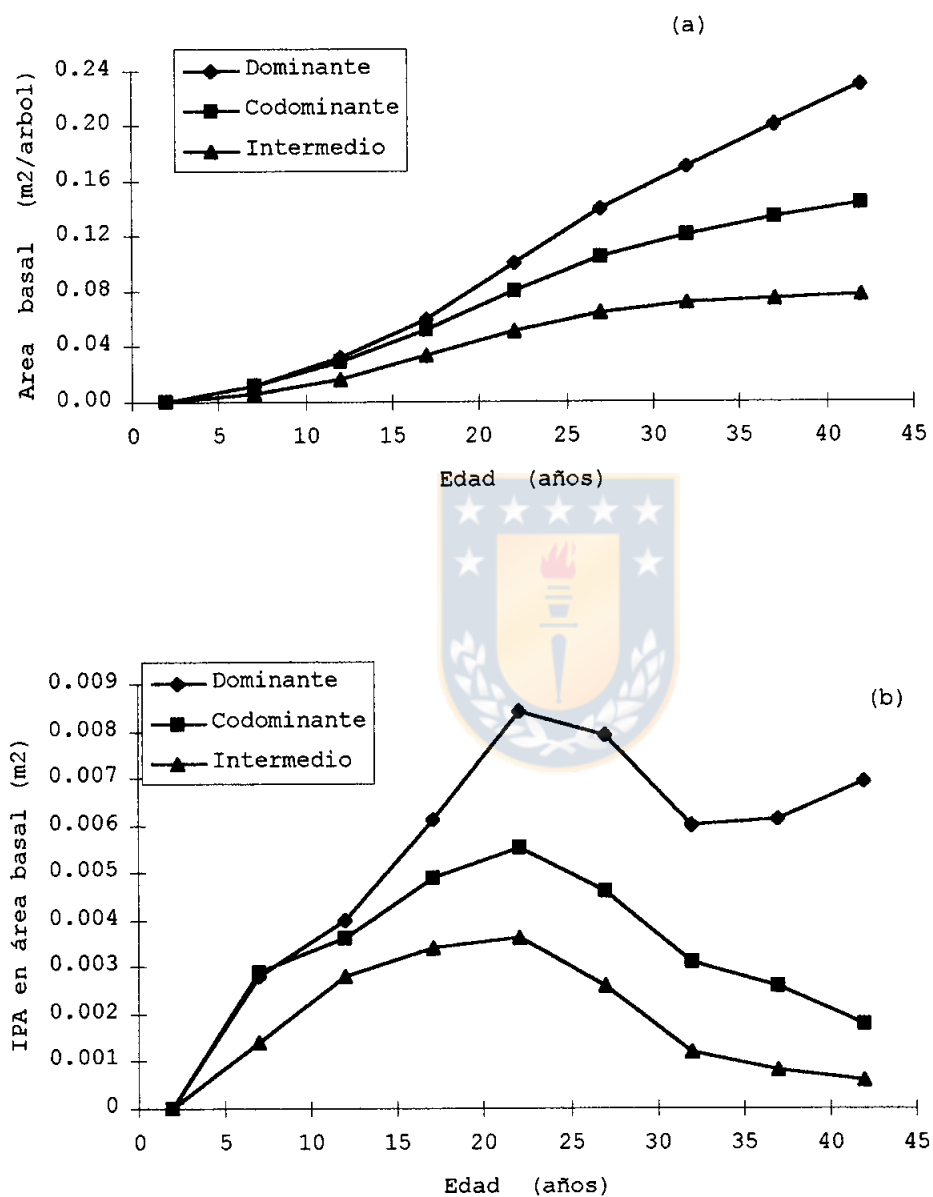 (a)
Dominante
Codominante
Intermedio
Area basal (m2/arbol)
0.24
0.20
0.16
0.12
0.08
0.04
0.00
0 5 10 15 20 25 30 35 40 45
Edad (años)
(b)
Dominante
Codominante
Intermedio
IPA en área basal (m2)
0.009
0.008
0.007
0.006
0.005
0.004
0.003
0.002
0.001
0
0 5 10 15 20 25 30 35 40 45
Edad (años)